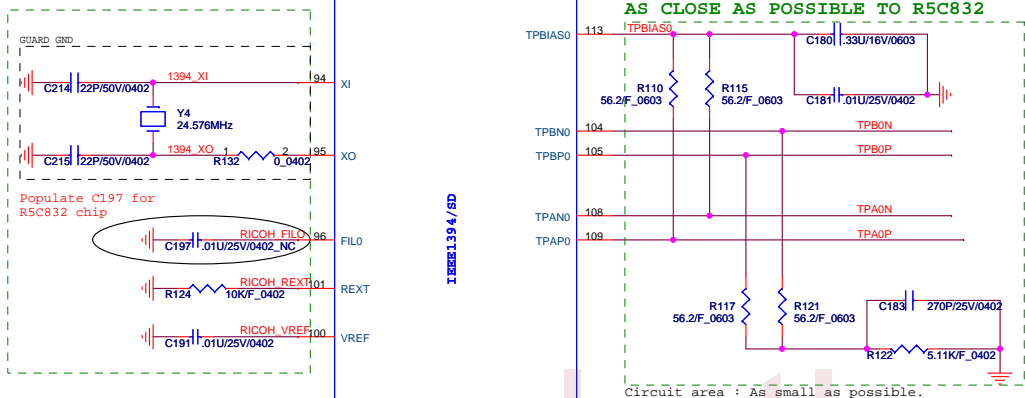 AS CLOSE AS POSSIBLE TO R5C832
GUARD GND
C214 22P/50V/0402
1394_XI
94
XI
Y4
24.576MHz
C215 22P/50V/0402
1394_XO
1
R132
2
0_0402
95
XO
Populate C197 for
R5C832 chip
C197 .01U/25V/0402_NC
RICOH_FIL0
96
FIL0
R124
10K/F_0402
RICOH_REXT
101
REXT
C191 .01U/25V/0402
RICOH_VREF
100
VREF
IEEE1394/SD
TPBIAS0
113
TPBIAS0
C180 .33U/16V/0603
C181 .01U/25V/0402
R110
56.2/F_0603
R115
56.2/F_0603
TPBN0
104
TPB0N
TPBP0
105
TPB0P
TPAN0
108
TPA0N
TPAP0
109
TPA0P
R117
56.2/F_0603
R121
56.2/F_0603
C183
270P/25V/0402
R122
5.11K/F_0402
Circuit area : As small as possible.